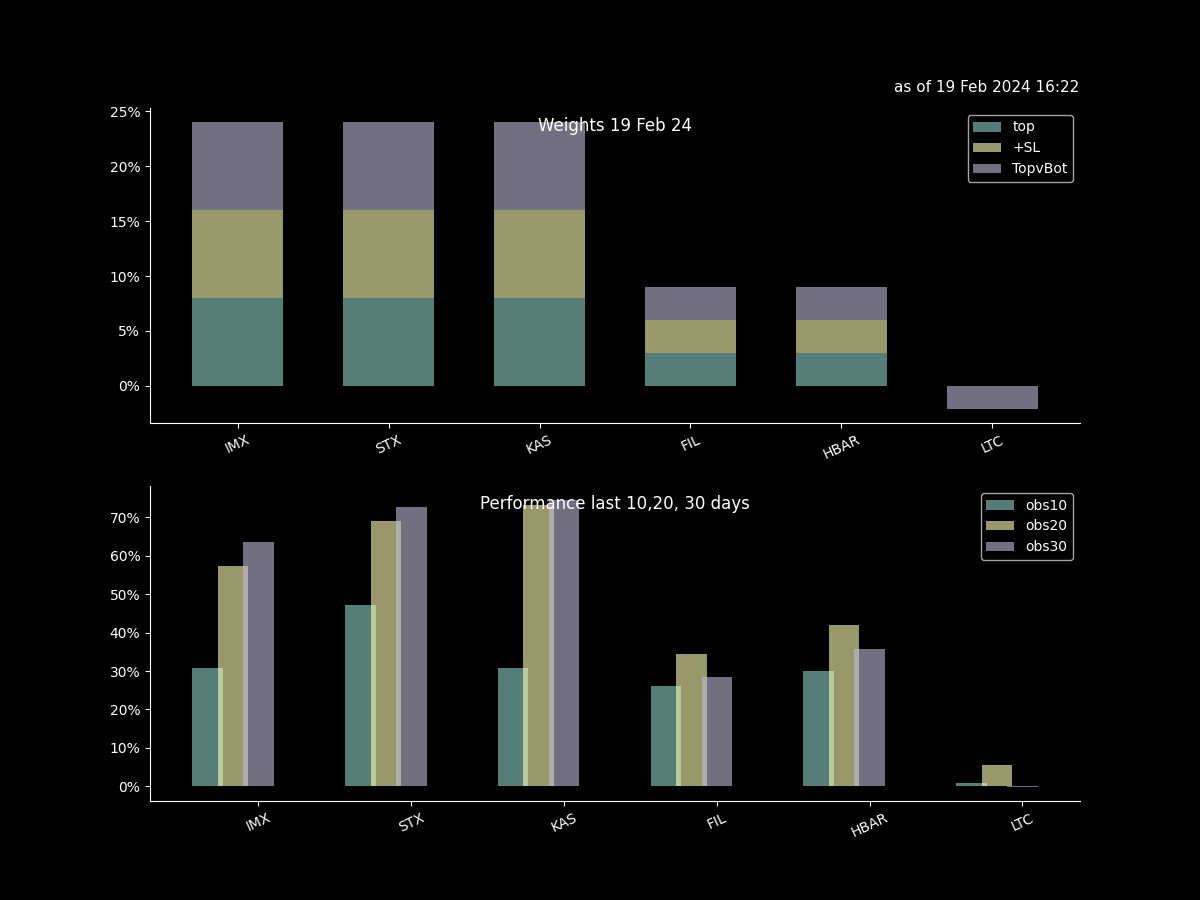 as of 19 Feb 2024 16:22
Weights 19 Feb 24
25%
20%
15%
10%
5%
0%
top
+SL
TopvBot
IMX STX KAS FIL HBAR LTC
Performance last 10,20, 30 days
70%
60%
50%
40%
30%
20%
10%
0%
obs10
obs20
obs30
IMX STX KAS FIL HBAR LTC